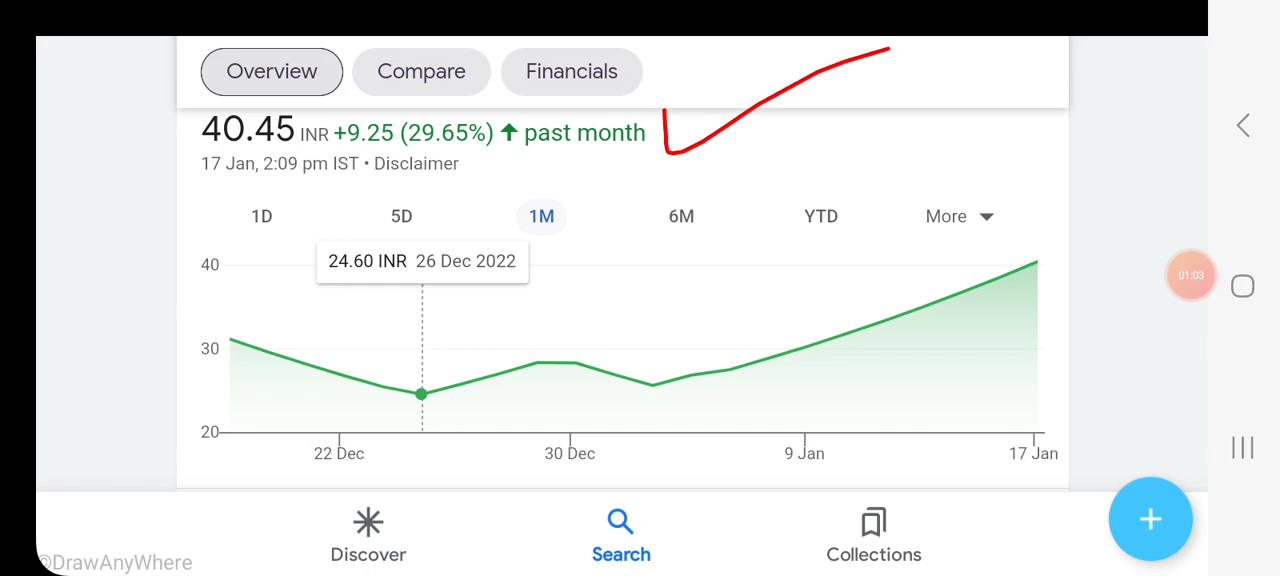 Overview Compare Financials
40.45 INR +9.25 (29.65%) ↑ past month
17 Jan, 2:09 pm IST • Disclaimer
1D 5D 1M 6M YTD More
24.60 INR 26 Dec 2022
40
30
20
22 Dec 30 Dec 9 Jan 17 Jan
01:03
Discover Search Collections
©DrawAnyWhere